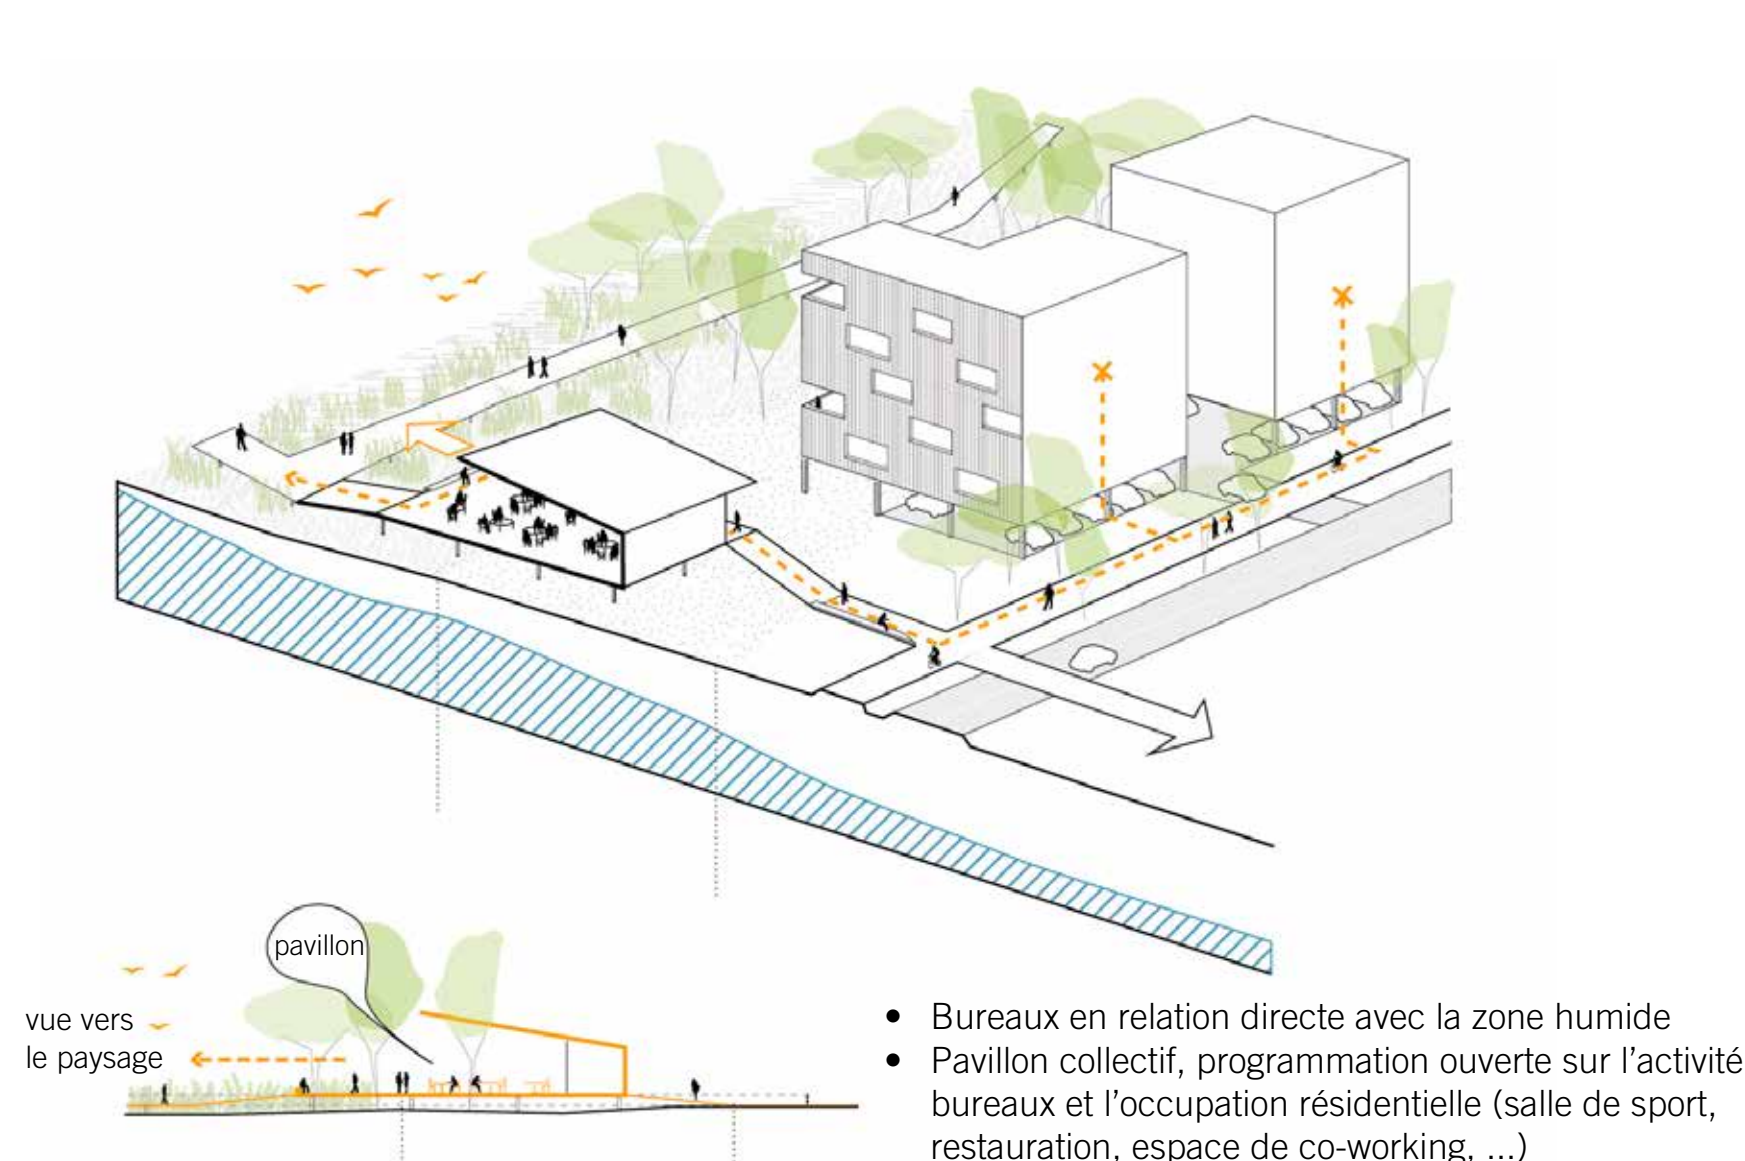 pavillon
vue vers
le paysage
• Bureaux en relation directe avec la zone humide
• Pavillon collectif, programmation ouverte sur l’activité
bureaux et l’occupation résidentielle (salle de sport,
restauration, espace de co-working, ...)